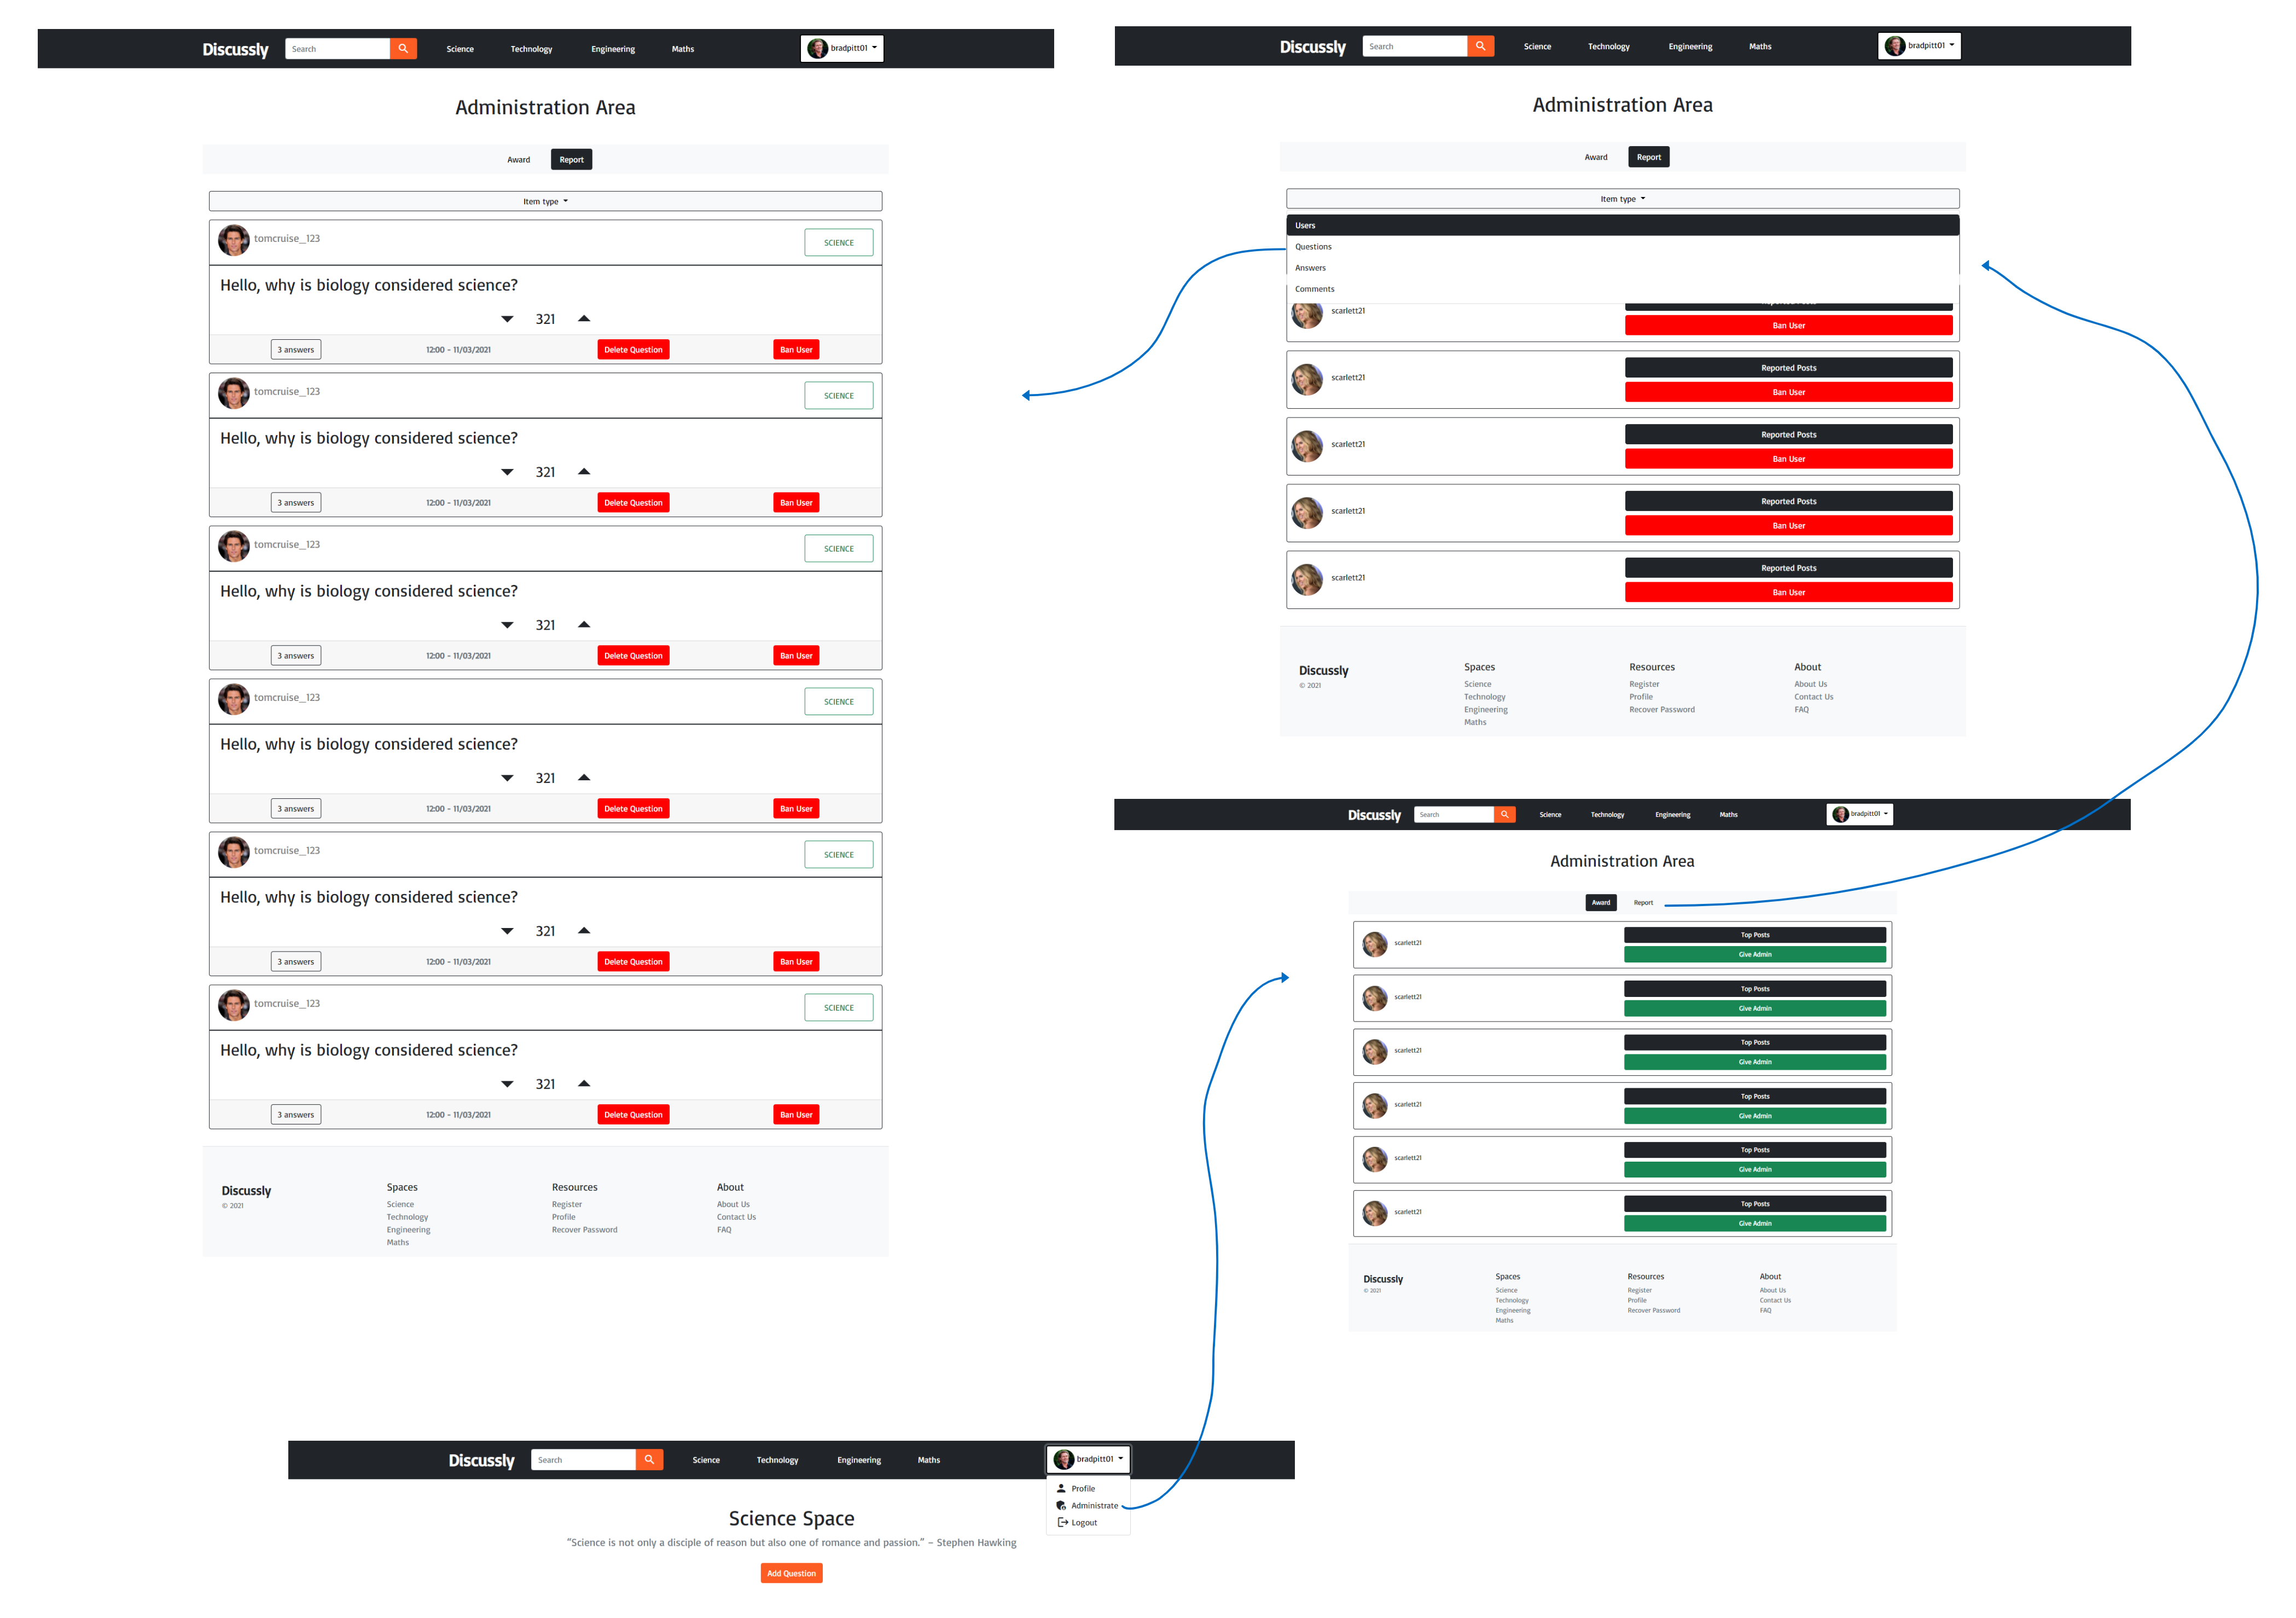 Discussly Search Science Technology Engineering Maths bradpitt01
Administration Area
Award Report
Item type
tomcruise_123 SCIENCE
Hello, why is biology considered science?
321
3 answers 12:00 - 11/03/2021 Delete Question Ban User
tomcruise_123 SCIENCE
Hello, why is biology considered science?
321
3 answers 12:00 - 11/03/2021 Delete Question Ban User
tomcruise_123 SCIENCE
Hello, why is biology considered science?
321
3 answers 12:00 - 11/03/2021 Delete Question Ban User
tomcruise_123 SCIENCE
Hello, why is biology considered science?
321
3 answers 12:00 - 11/03/2021 Delete Question Ban User
tomcruise_123 SCIENCE
Hello, why is biology considered science?
321
3 answers 12:00 - 11/03/2021 Delete Question Ban User
tomcruise_123 SCIENCE
Hello, why is biology considered science?
321
3 answers 12:00 - 11/03/2021 Delete Question Ban User
Discussly Spaces Resources About
© 2021 Science Register About Us
Technology Profile Contact Us
Engineering Recover Password FAQ
Maths
Discussly Search Science Technology Engineering Maths bradpitt01
Administration Area
Award Report
Item type
Users
Questions
Answers
Comments
scarlett21
Ban User
Reported Posts
scarlett21
Ban User
Reported Posts
scarlett21
Ban User
Reported Posts
scarlett21
Ban User
Reported Posts
scarlett21
Ban User
Discussly Spaces Resources About
© 2021 Science Register About Us
Technology Profile Contact Us
Engineering Recover Password FAQ
Maths
Discussly Search Science Technology Engineering Maths bradpitt01
Administration Area
Award Report
Top Posts
scarlett21
Give Admin
Top Posts
scarlett21
Give Admin
Top Posts
scarlett21
Give Admin
Top Posts
scarlett21
Give Admin
Top Posts
scarlett21
Give Admin
Top Posts
scarlett21
Give Admin
Discussly Spaces Resources About
© 2021 Science Register About Us
Technology Profile Contact Us
Engineering Recover Password FAQ
Maths
Discussly Search Science Technology Engineering Maths bradpitt01
Profile
Administrate
Logout
Science Space
“Science is not only a disciple of reason but also one of romance and passion.” – Stephen Hawking
Add Question